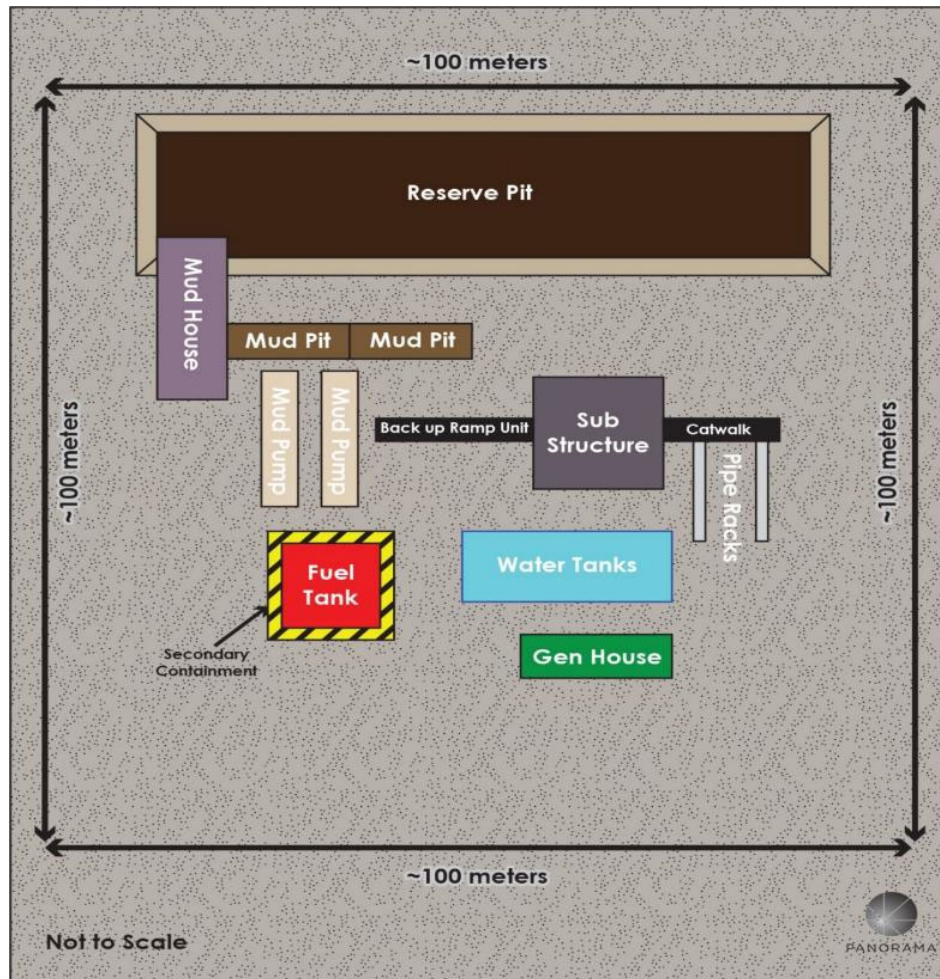 ~100 meters
Reserve Pit
Mud House
Mud Pit
Mud Pit
Mud Pump
Mud Pump
Back up Ramp Unit
Sub
Structure
Catwalk
Pipe Racks
~100 meters
~100 meters
Fuel
Tank
Water Tanks
Secondary
Containment
Gen House
~100 meters
Not to Scale
PANORAMA